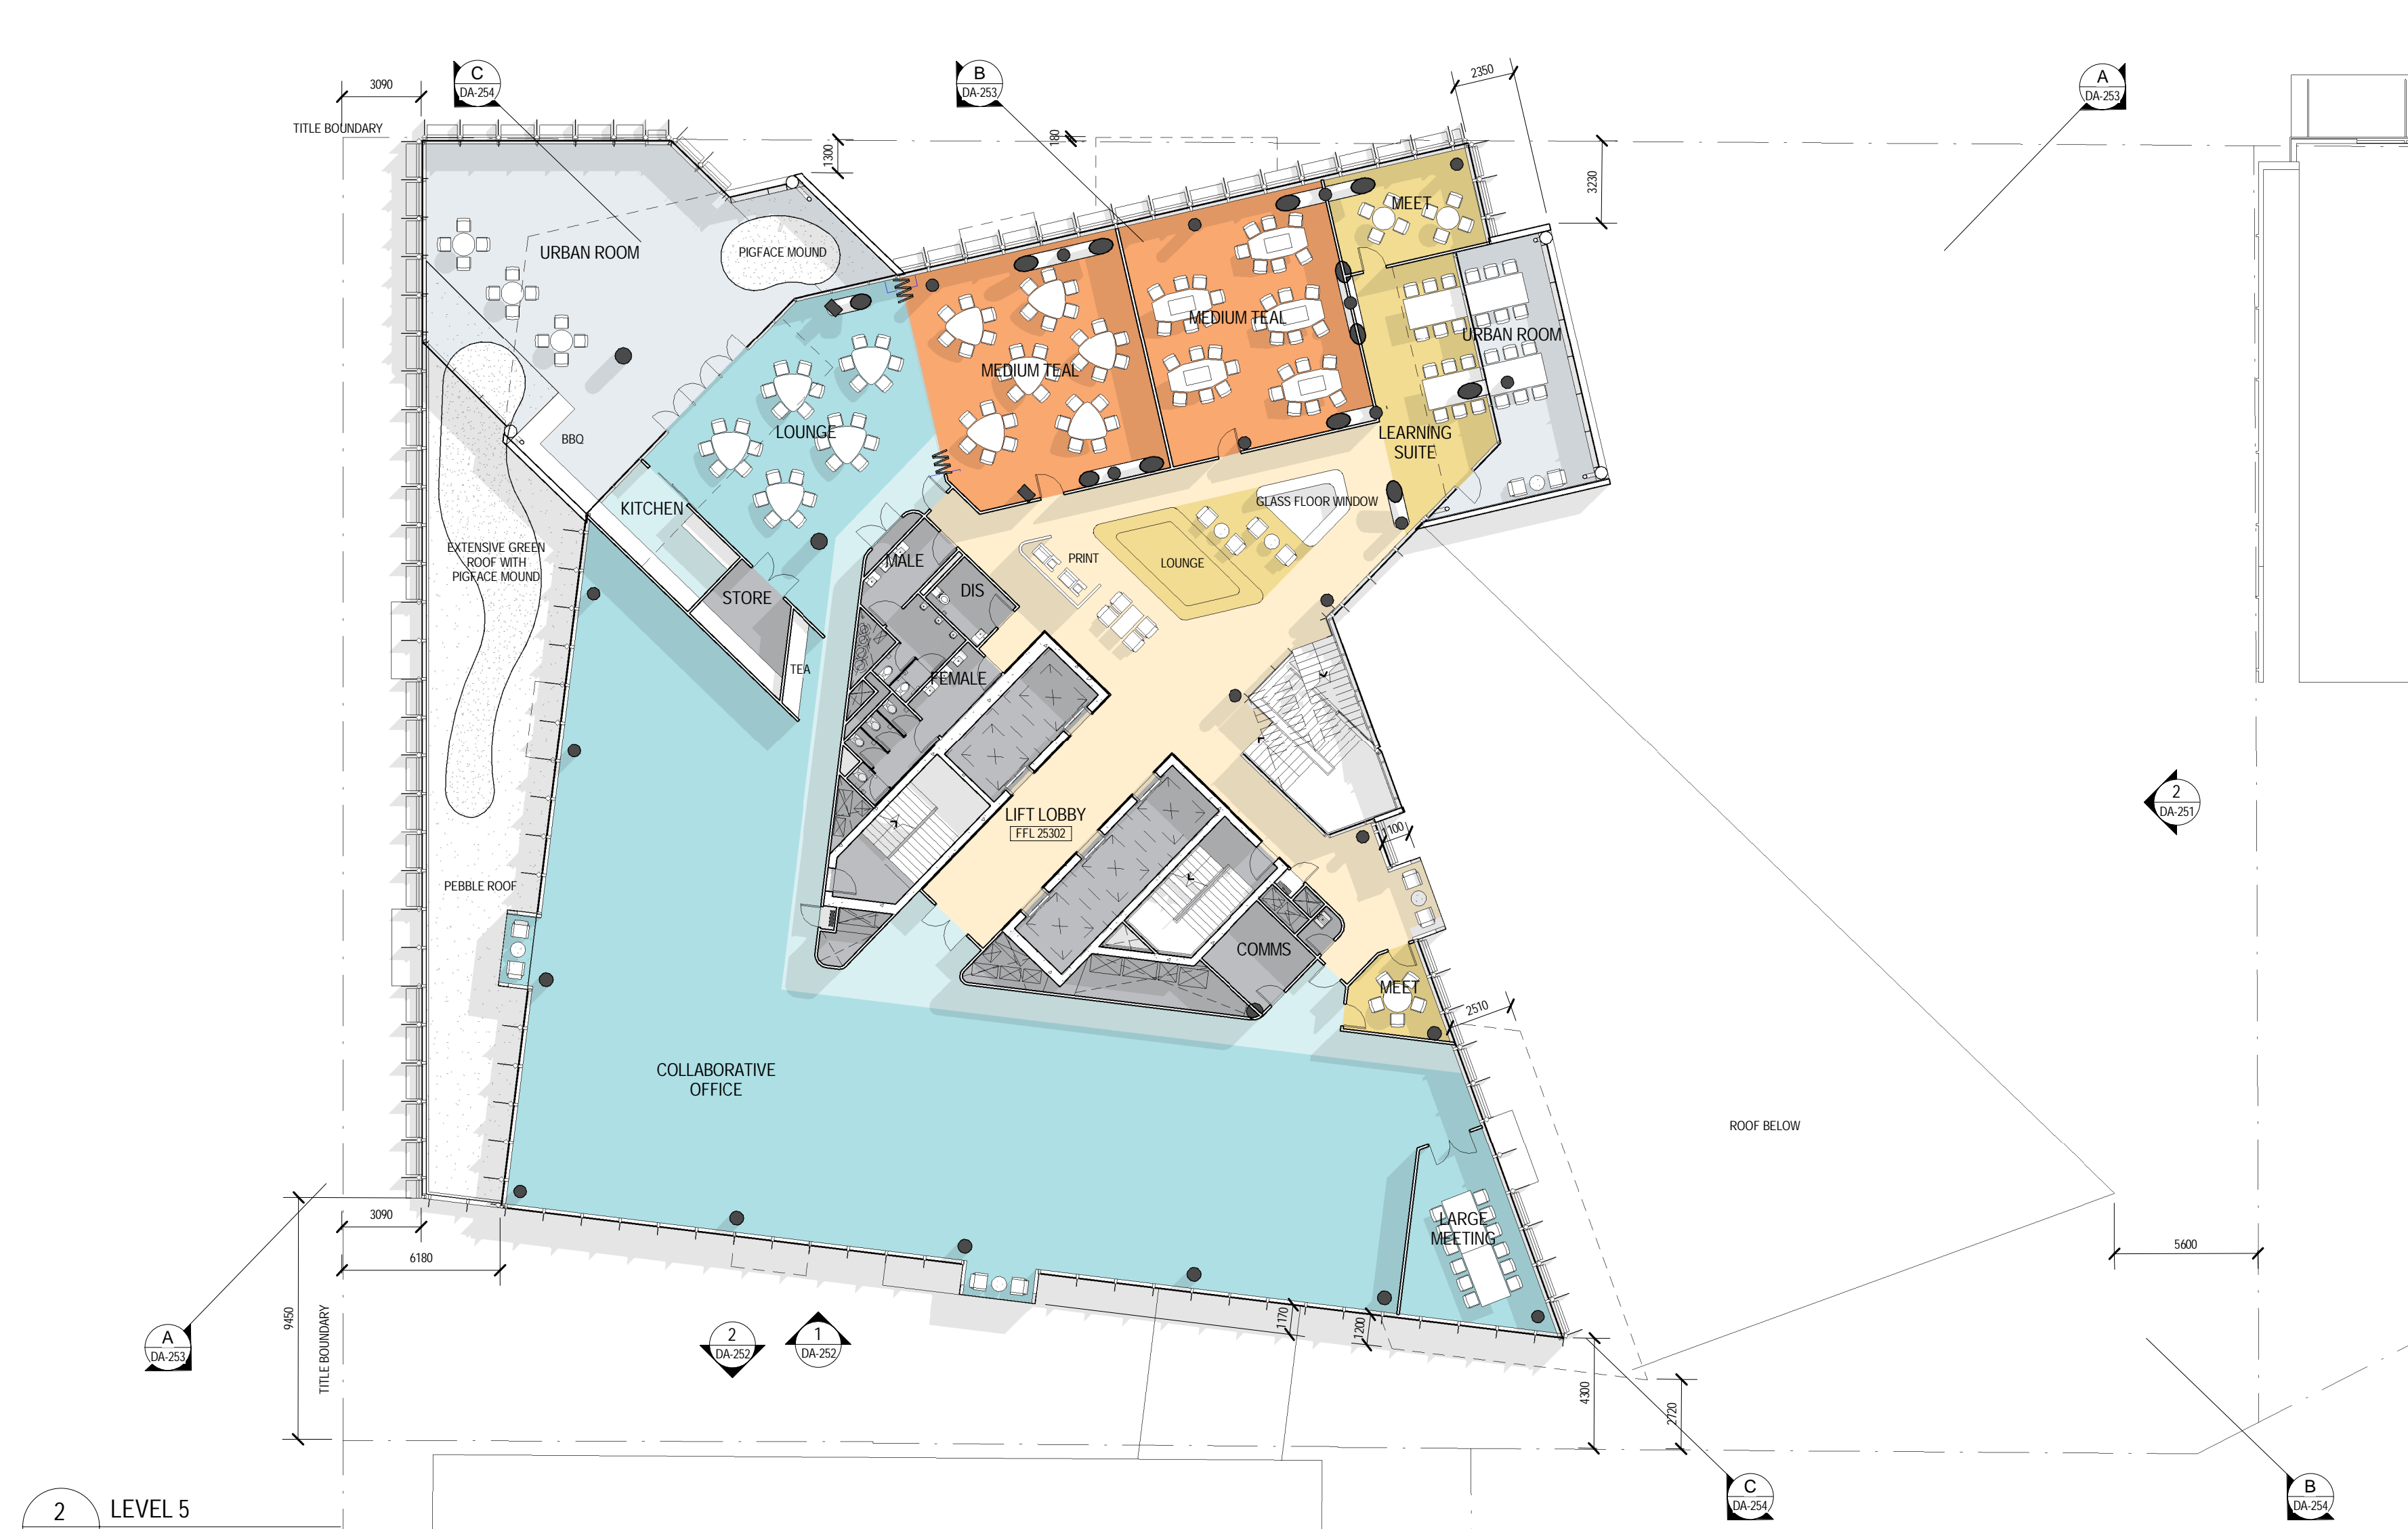 C
DA-254
B
DA-253
A
DA-253
3090
2350
TITLE BOUNDARY
1300
180
3230
MEET
URBAN ROOM
PIGFACE MOUND
MEDIUM TEAL
URBAN ROOM
MEDIUM TEAL
LOUNGE
BBQ
LEARNING
SUITE
KITCHEN
GLASS FLOOR WINDOW
EXTENSIVE GREEN
ROOF WITH
PIGFACE MOUND
MALE
PRINT
LOUNGE
STORE
DIS
TEA
FEMALE
2
DA-251
LIFT LOBBY
FFL 25302
PEBBLE ROOF
COMMS
MEET
2510
COLLABORATIVE
OFFICE
ROOF BELOW
LARGE
MEETING
3090
6180
5600
9450
TITLE BOUNDARY
A
DA-253
2
DA-252
1
DA-252
1170
1200
4300
2720
C
DA-254
B
DA-254
2
LEVEL 5